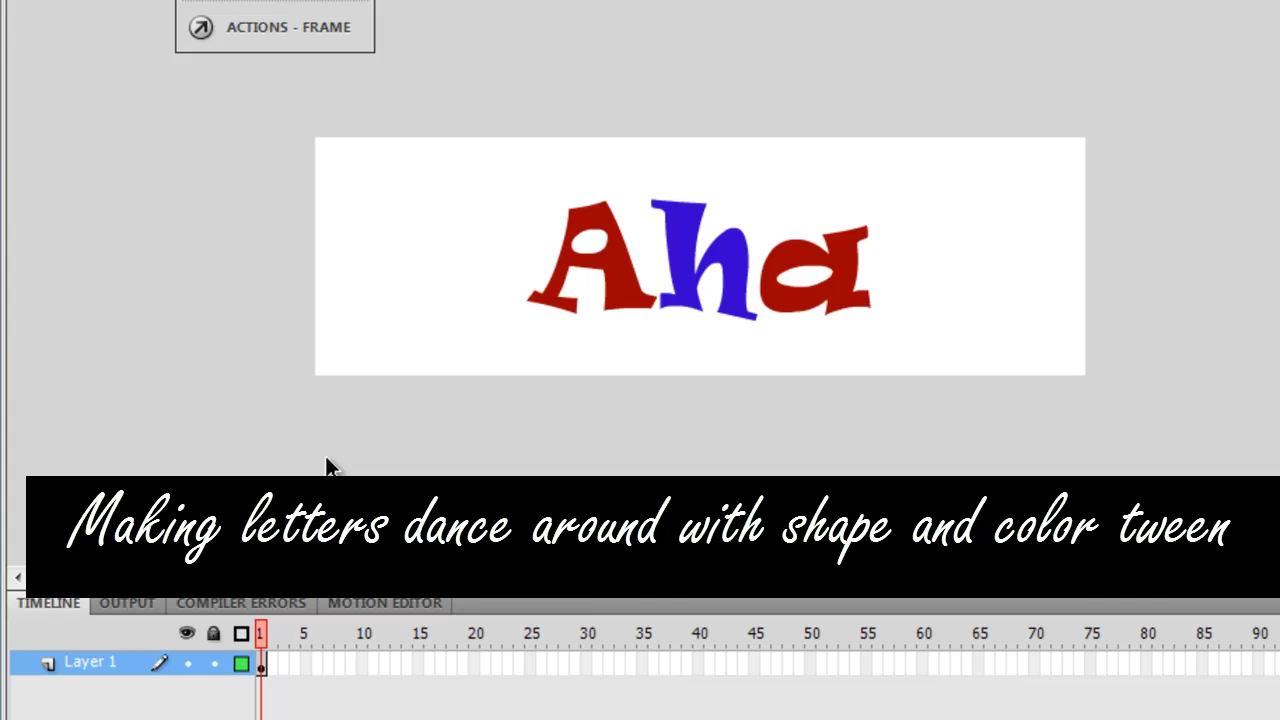 ACTIONS - FRAME
Aha
Making letters dance around with shape and color tween
TIMELINE OUTPUT COMPILER ERRORS MOTION EDITOR
1 5 10 15 20 25 30 35 40 45 50 55 60 65 70 75 80 85 90
Layer 1